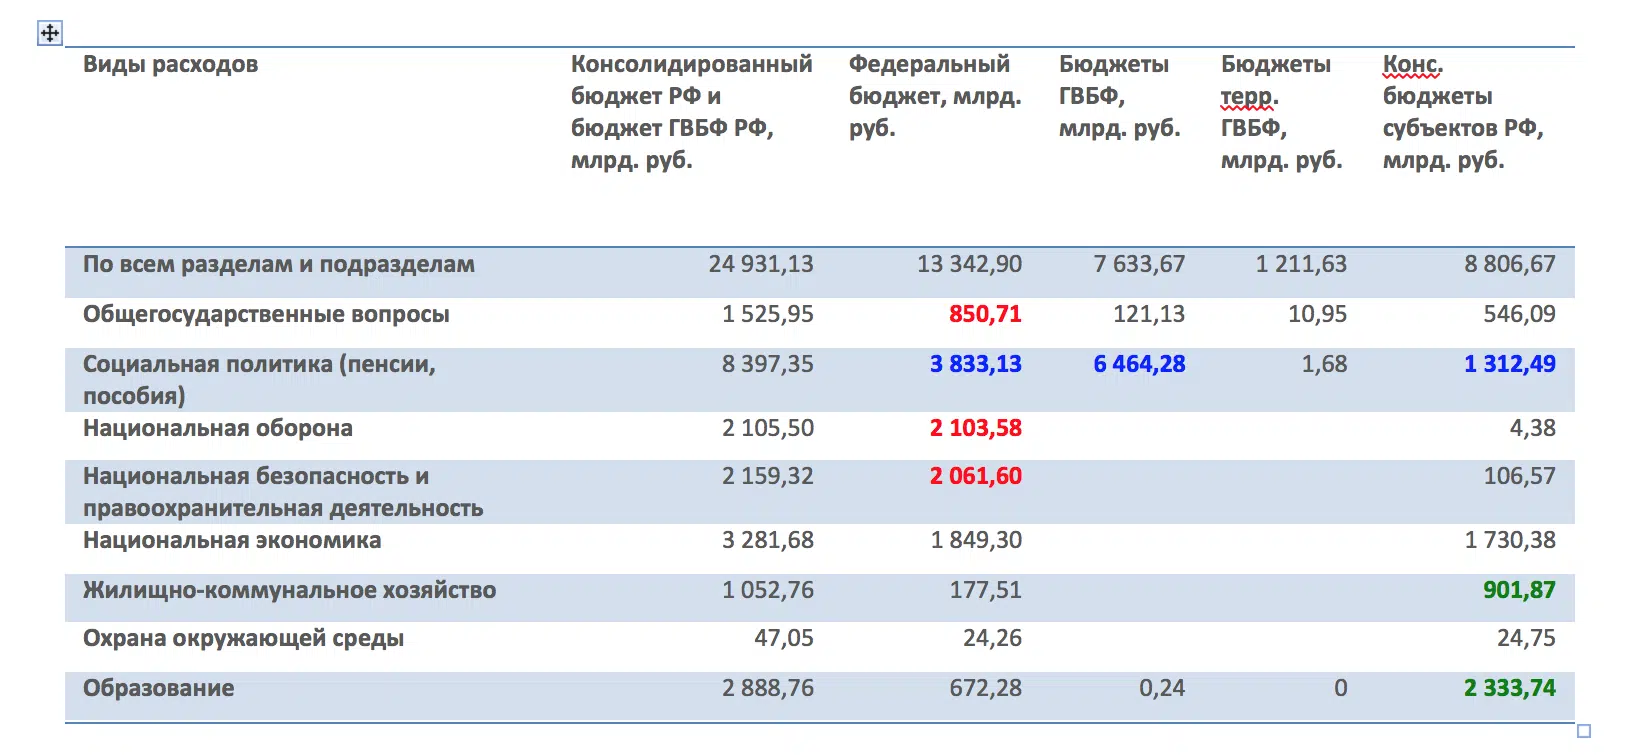 Виды расходов
Консолидированный
бюджет РФ и
бюджет ГВБФ РФ,
млрд. руб.
Федеральный
бюджет, млрд.
руб.
Бюджеты
ГВБФ,
млрд. руб.
Бюджеты
терр.
ГВБФ,
млрд. руб.
Конс.
бюджеты
субъектов РФ,
млрд. руб.
По всем разделам и подразделам 24 931,13 13 342,90 7 633,67 1 211,63 8 806,67
Общегосударственные вопросы 1 525,95 850,71 121,13 10,95 546,09
Социальная политика (пенсии, 8 397,35 3 833,13 6 464,28 1,68 1 312,49
пособия)
Национальная оборона 2 105,50 2 103,58 4,38
Национальная безопасность и 2 159,32 2 061,60 106,57
правоохранительная деятельность
Национальная экономика 3 281,68 1 849,30 1 730,38
Жилищно-коммунальное хозяйство 1 052,76 177,51 901,87
Охрана окружающей среды 47,05 24,26 24,75
Образование 2 888,76 672,28 0,24 0 2 333,74